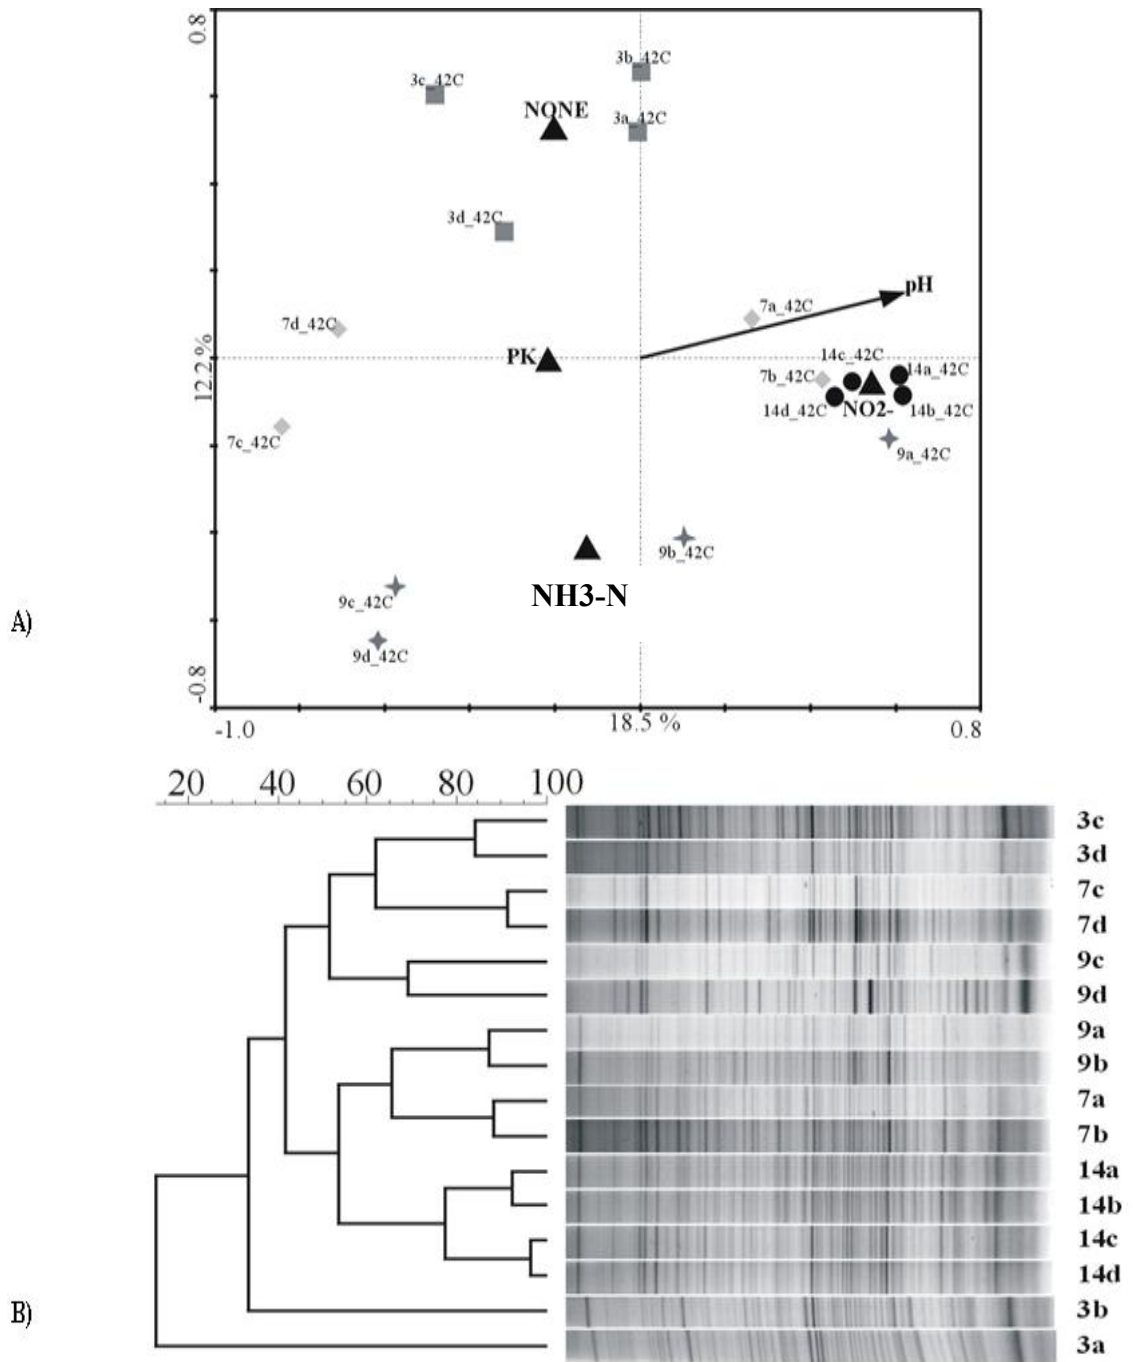 0.8
3b_42C
3c_42C
NONE
3a_42C
3d_42C
pH
7a_42C
7d_42C
12.2 %
PK
14c_42C
14a_42C
7b_42C
14d_42C
NO2-
14b_42C
7c_42C
9a_42C
9b_42C
NH3-N
9c_42C
A)
9d_42C
-0.8
-1.0
18.5 %
0.8
20 40 60 80 100
3c
3d
7c
7d
9c
9d
9a
9b
7a
7b
14a
14b
14c
14d
B)
3b
3a